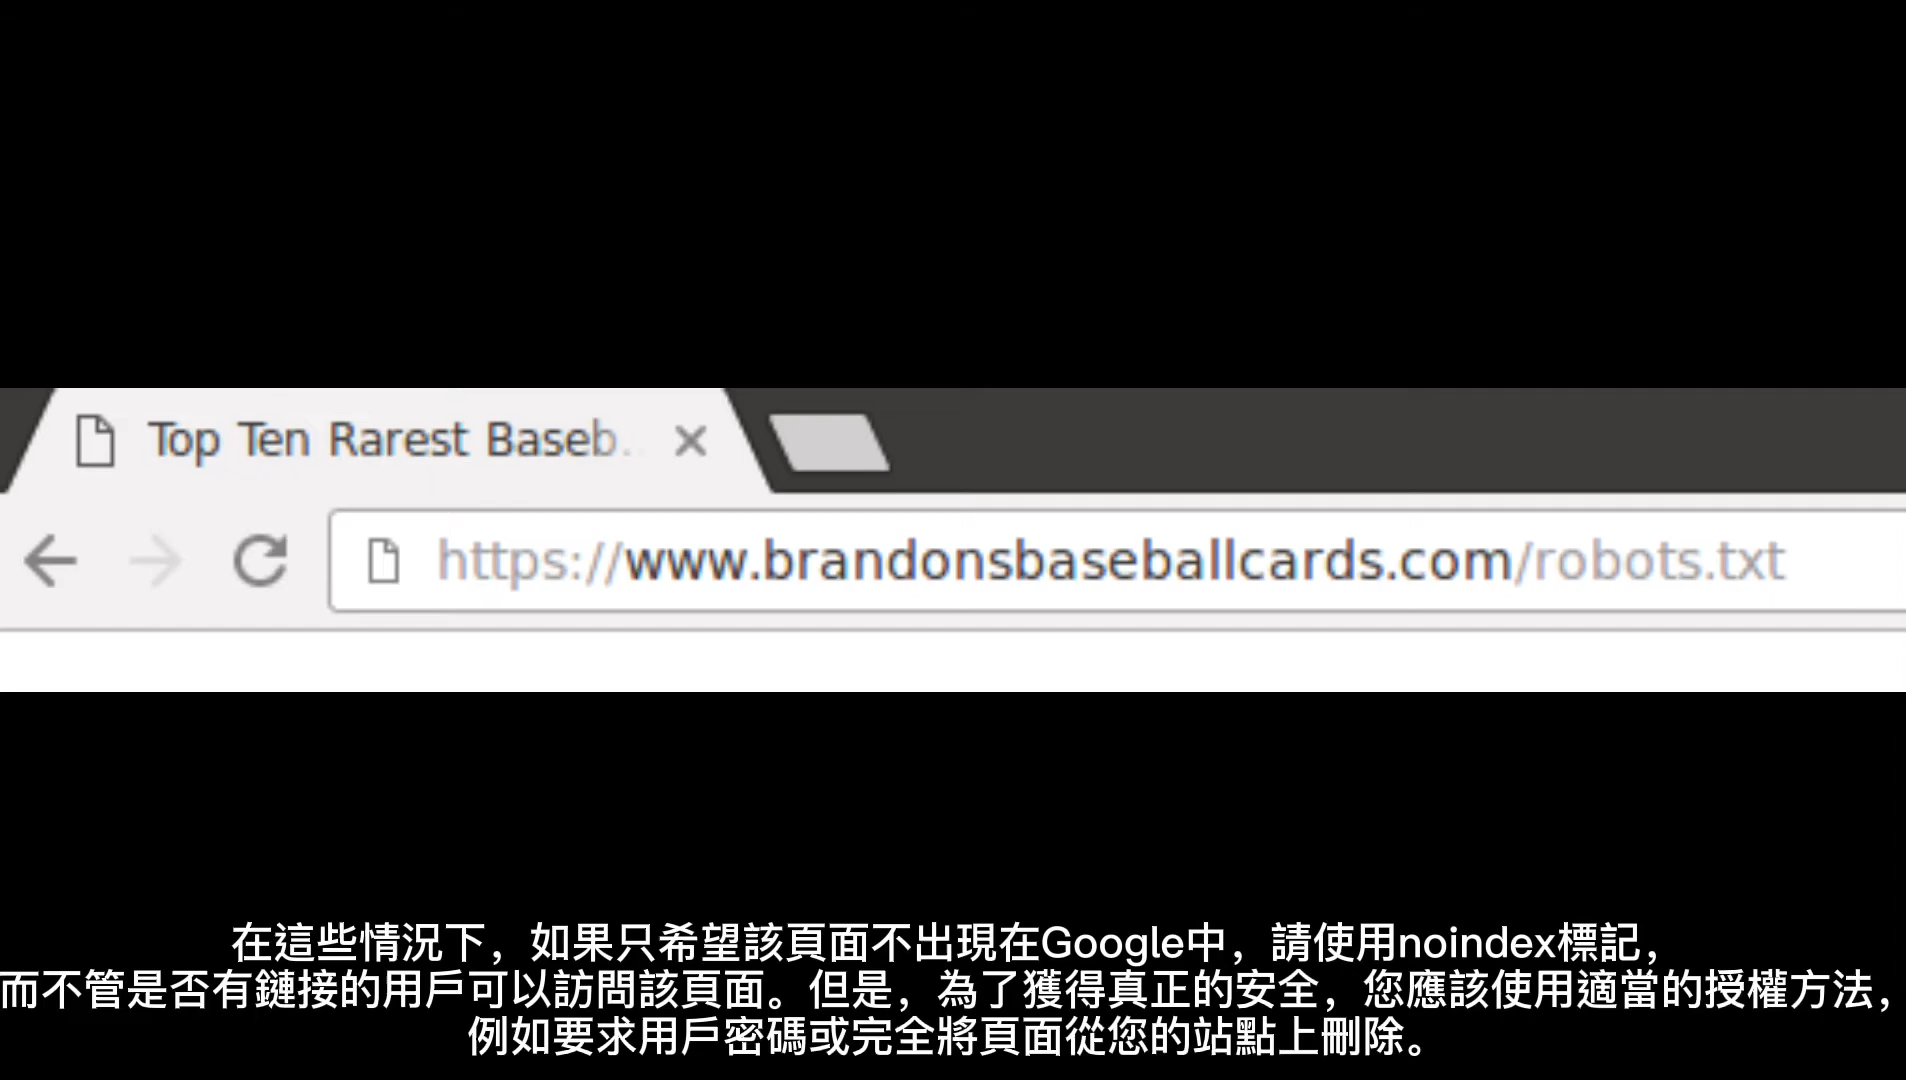 Top Ten Rarest Baseb..
https://www.brandonsbaseballcards.com/robots.txt
在這些情況下，如果只希望該頁面不出現在Google中，請使用noindex標記，
而不管是否有鏈接的用戶可以訪問該頁面。但是，為了獲得真正的安全，您應該使用適當的授權方法，
例如要求用戶密碼或完全將頁面從您的站點上刪除。